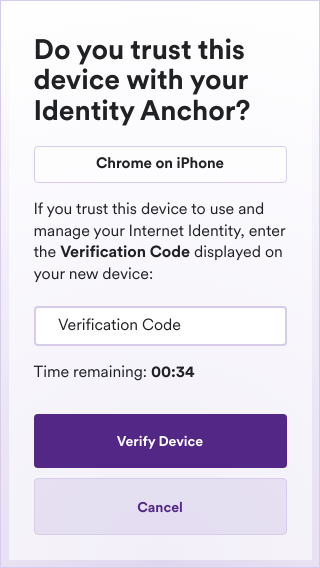 Do you trust this
device with your
Identity Anchor?
Chrome on iPhone
If you trust this device to use and
manage your Internet Identity, enter
the Verification Code displayed on
your new device:
Verification Code
Time remaining: 00:34
Verify Device
Cancel